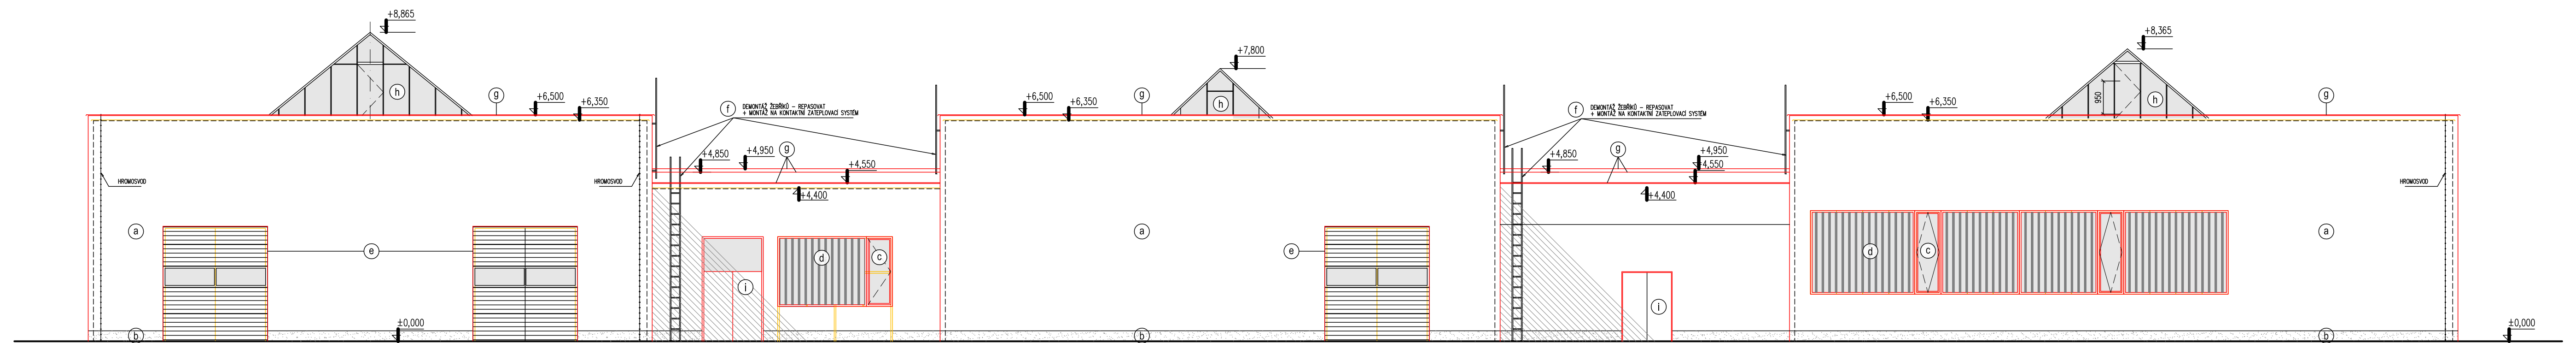 +8,865
+7,800
+8,365
h
g
+6,500
+6,350
f
DEMONTÁŽ ŽEBŘÍKŮ - REPASOVAT
+ MONTÁŽ NA KONTAKTNÍ ZATEPLOVACÍ SYSTÉM
+6,500
+6,350
g
h
f
DEMONTÁŽ ŽEBŘÍKŮ - REPASOVAT
+ MONTÁŽ NA KONTAKTNÍ ZATEPLOVACÍ SYSTÉM
+6,500
+6,350
950
h
g
+4,850
+4,950
g
+4,550
+4,400
+4,850
g
+4,950
+4,550
+4,400
HROMOSVOD
HROMOSVOD
HROMOSVOD
a
e
i
d
c
a
e
i
d
c
a
b
±0,000
b
b
±0,000